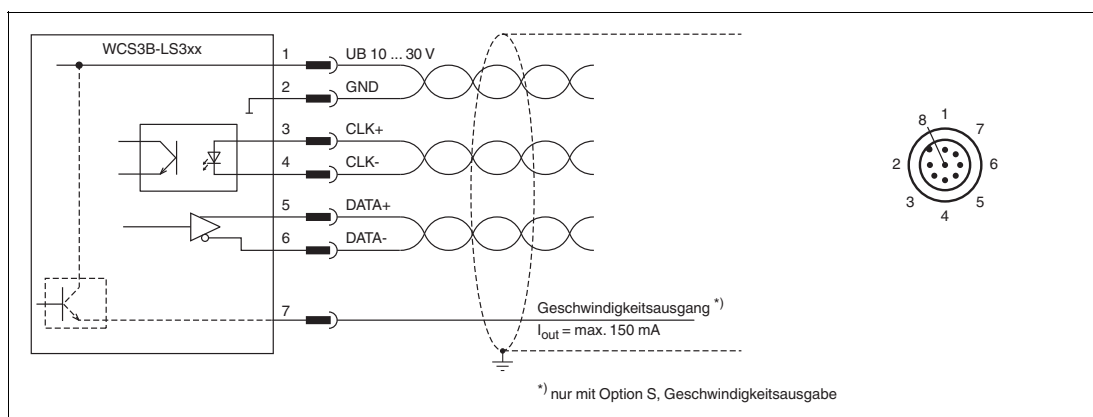 WCS3B-LS3xx
1 UB 10 ... 30 V
2 GND
3 CLK+
4 CLK-
5 DATA+
6 DATA-
7
Geschwindigkeitsausgang *)
Iout = max. 150 mA
*) nur mit Option S, Geschwindigkeitsausgabe
8 1 7
2 6
3 5
4